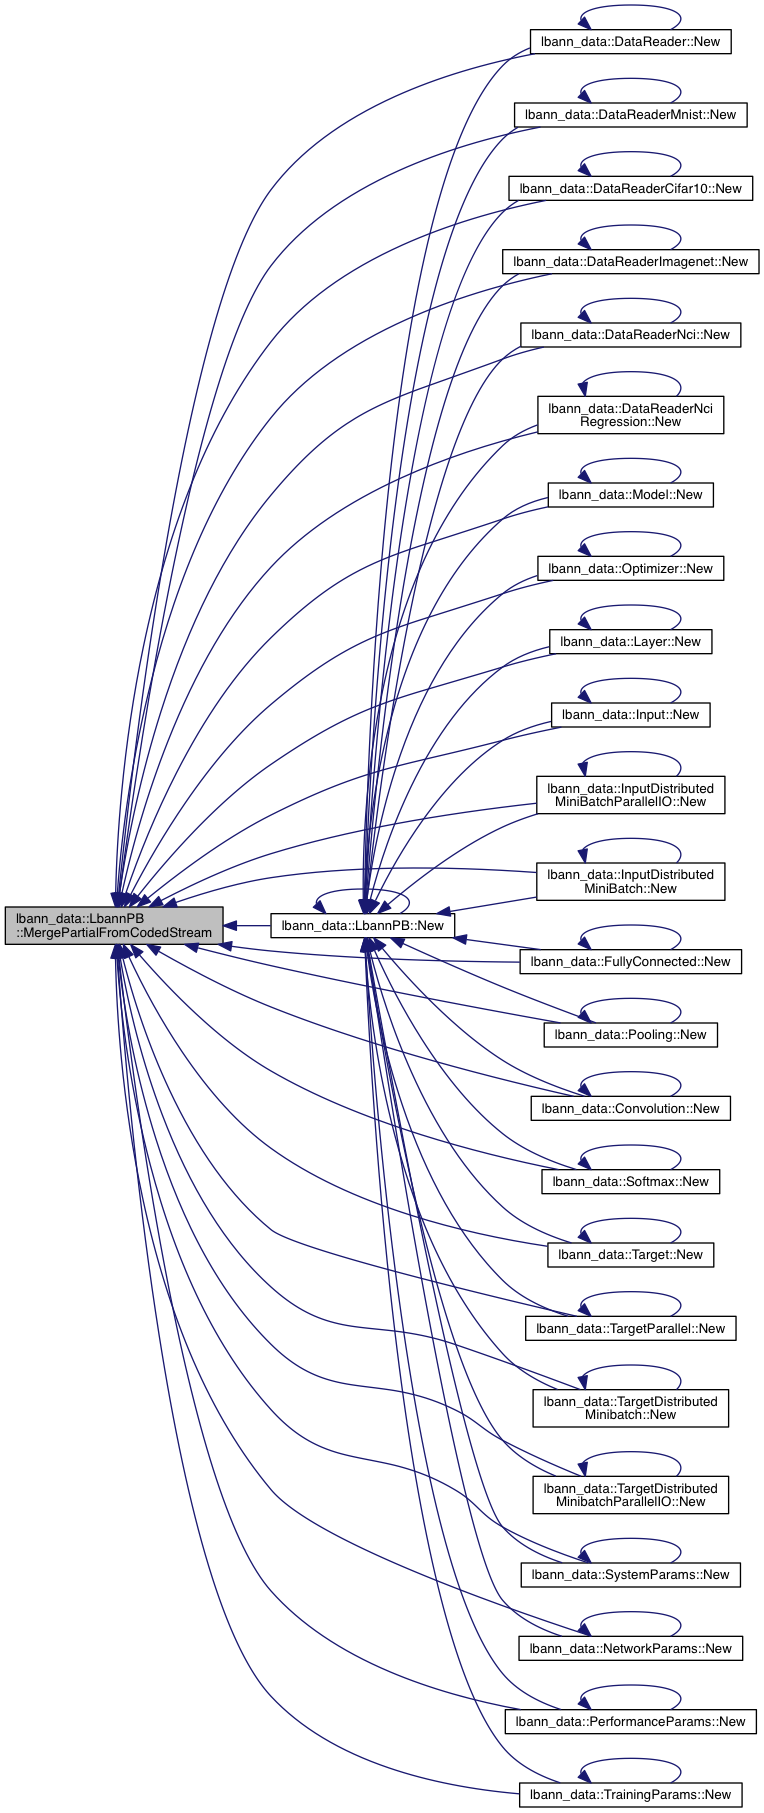 lbann_data::DataReader::New
lbann_data::DataReaderMnist::New
lbann_data::DataReaderCifar10::New
lbann_data::DataReaderImagenet::New
lbann_data::DataReaderNci::New
lbann_data::DataReaderNci
Regression::New
lbann_data::Model::New
lbann_data::Optimizer::New
lbann_data::Layer::New
lbann_data::Input::New
lbann_data::InputDistributed
MiniBatchParallelIO::New
lbann_data::InputDistributed
MiniBatch::New
lbann_data::LbannPB
::MergePartialFromCodedStream
lbann_data::LbannPB::New
lbann_data::FullyConnected::New
lbann_data::Pooling::New
lbann_data::Convolution::New
lbann_data::Softmax::New
lbann_data::Target::New
lbann_data::TargetParallel::New
lbann_data::TargetDistributed
Minibatch::New
lbann_data::TargetDistributed
MinibatchParallelIO::New
lbann_data::SystemParams::New
lbann_data::NetworkParams::New
lbann_data::PerformanceParams::New
lbann_data::TrainingParams::New